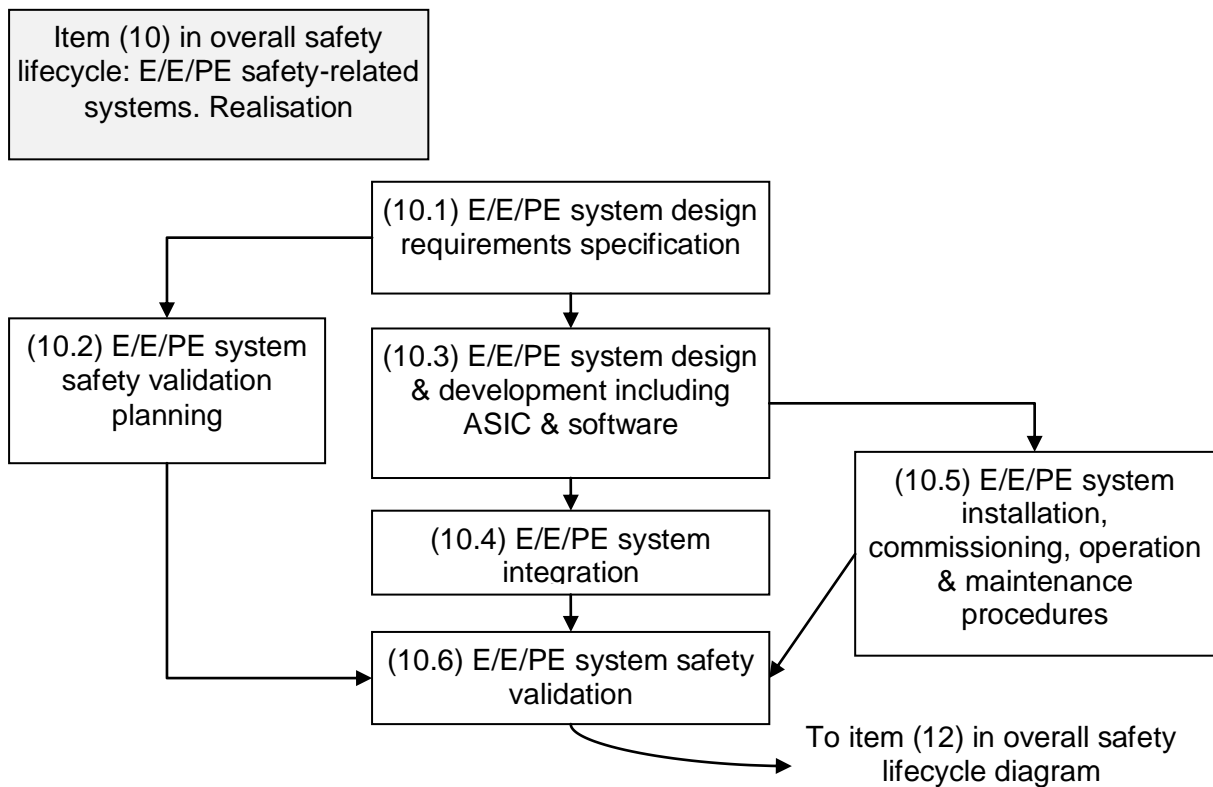 Item (10) in overall safety
lifecycle: E/E/PE safety-related
systems. Realisation
(10.1) E/E/PE system design
requirements specification
(10.2) E/E/PE system
safety validation
planning
(10.3) E/E/PE system design
& development including
ASIC & software
(10.4) E/E/PE system
integration
(10.5) E/E/PE system
installation,
commissioning, operation
& maintenance
procedures
(10.6) E/E/PE system safety
validation
To item (12) in overall safety
lifecycle diagram